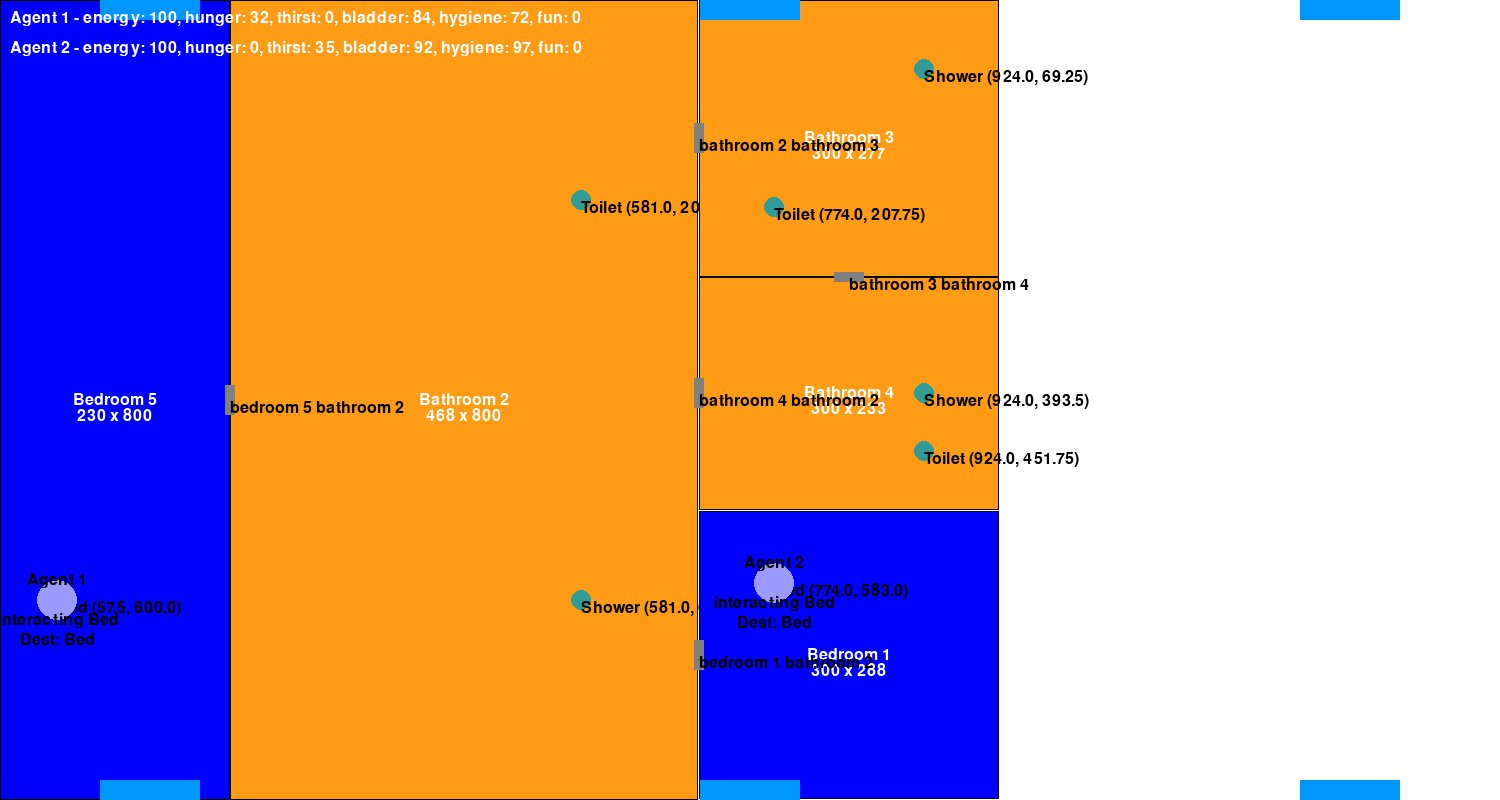 Agent 1 - energy: 100, hunger: 32, thirst: 0, bladder: 84, hygiene: 72, fun: 0
Agent 2 - energy: 100, hunger: 0, thirst: 35, bladder: 92, hygiene: 97, fun: 0
Shower (924.0, 69.25)
Bathroom 3
300 x 277
bathroom 2 bathroom 3
Toilet (581.0, 20
Toilet (774.0, 207.75)
bathroom 3 bathroom 4
Bedroom 5
230 x 800
bedroom 5 bathroom 2
Bathroom 2
468 x 800
Bathroom 4
300 x 233
bathroom 4 bathroom 2
Shower (924.0, 393.5)
Toilet (924.0, 451.75)
Agent 1
d (57.5, 600.0)
nteracting Bed
Dest: Bed
Shower (581.0,
Agent 2
d (774.0, 583.0)
interacting Bed
Dest: Bed
Bedroom 1
300 x 288
bedroom 1 bathroom